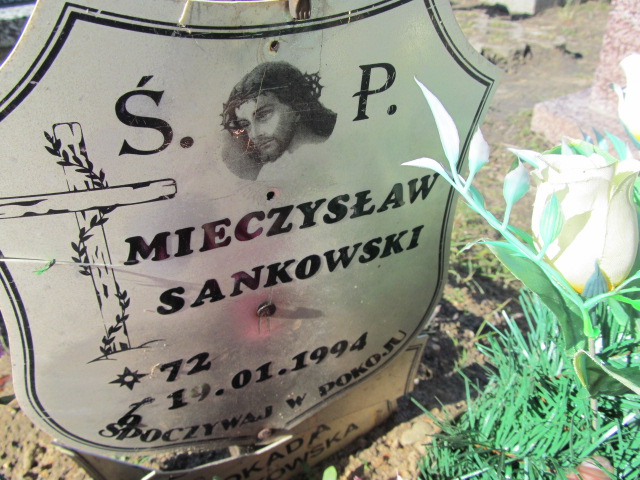 Ś. P.
MIECZYSŁAW
SANKOWSKI
72
19.01.1994
SPOCZYWAJ W POKOJU